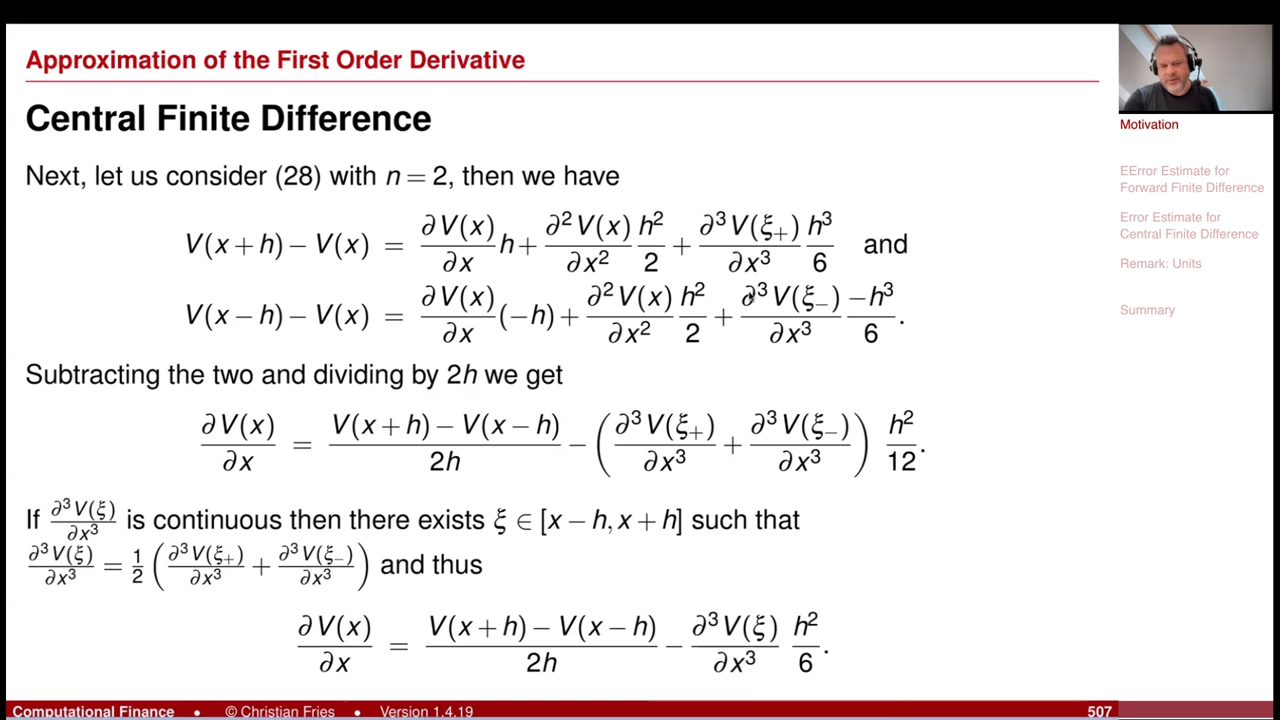 Approximation of the First Order Derivative
Central Finite Difference
Next, let us consider (28) with n = 2, then we have
V(x+h) − V(x) = ∂V(x)/∂x h + ∂²V(x)/∂x² h²/2 + ∂³V(ξ₊)/∂x³ h³/6 and
V(x−h) − V(x) = ∂V(x)/∂x (−h) + ∂²V(x)/∂x² h²/2 + ∂³V(ξ₋)/∂x³ −h³/6.
Subtracting the two and dividing by 2h we get
∂V(x)/∂x = V(x+h) − V(x−h)/2h − (∂³V(ξ₊)/∂x³ + ∂³V(ξ₋)/∂x³) h²/12.
If ∂³V(ξ)/∂x³ is continuous then there exists ξ ∈ [x−h, x+h] such that
∂³V(ξ)/∂x³ = 1/2 (∂³V(ξ₊)/∂x³ + ∂³V(ξ₋)/∂x³) and thus
∂V(x)/∂x = V(x+h) − V(x−h)/2h − ∂³V(ξ)/∂x³ h²/6.
Motivation
EError Estimate for
Forward Finite Difference
Error Estimate for
Central Finite Difference
Remark: Units
Summary
Computational Finance • © Christian Fries • Version 1.4.19
507